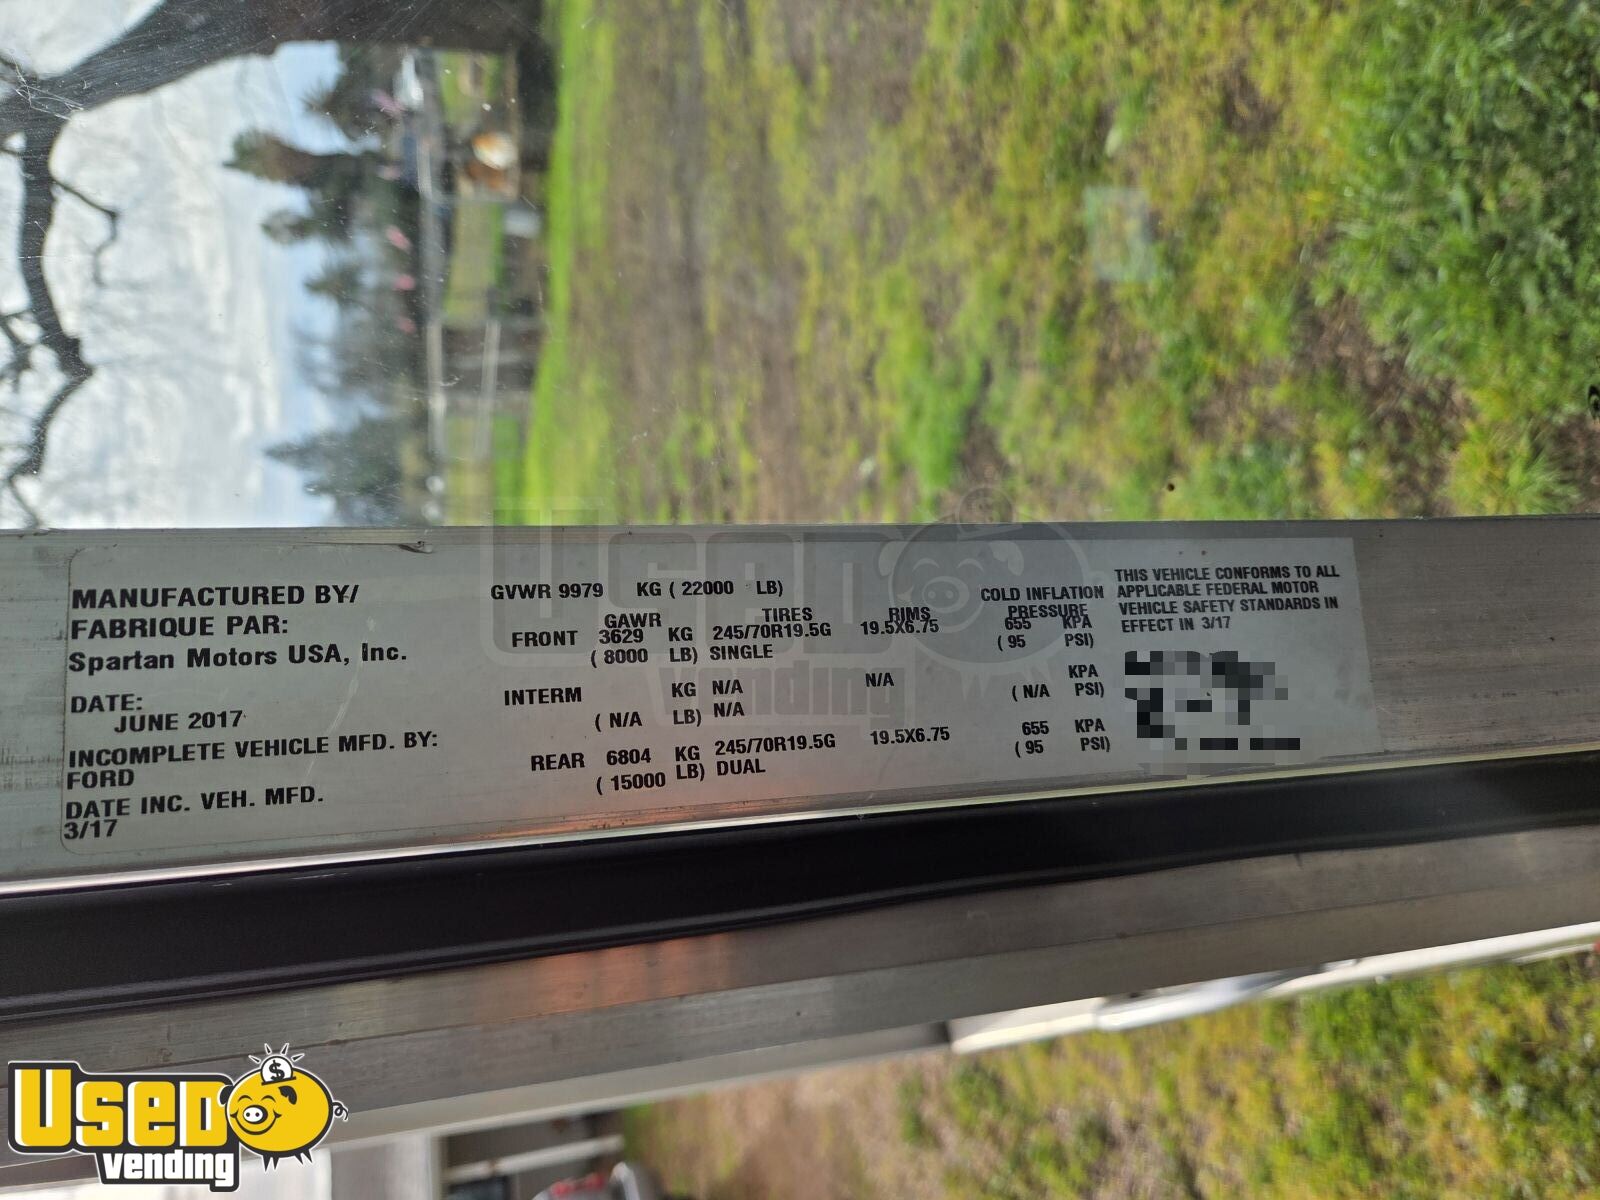 MANUFACTURED BY/
FABRIQUE PAR:
Spartan Motors USA, Inc.
DATE:
JUNE 2017
INCOMPLETE VEHICLE MFD. BY:
FORD
DATE INC. VEH. MFD.
3/17
GVWR 9979 KG ( 22000 LB)
GAWR TIRES RIMS COLD INFLATION PRESSURE
FRONT 3629 KG 245/70R19.5G 19.5X6.75 655 KPA
( 8000 LB) SINGLE ( 95 PSI)
INTERM KG N/A N/A KPA
( N/A LB) N/A ( N/A PSI)
REAR 6804 KG 245/70R19.5G 19.5X6.75 655 KPA
( 15000 LB) DUAL ( 95 PSI)
THIS VEHICLE CONFORMS TO ALL
APPLICABLE FEDERAL MOTOR
VEHICLE SAFETY STANDARDS IN
EFFECT IN 3/17
USED vending
USED vending